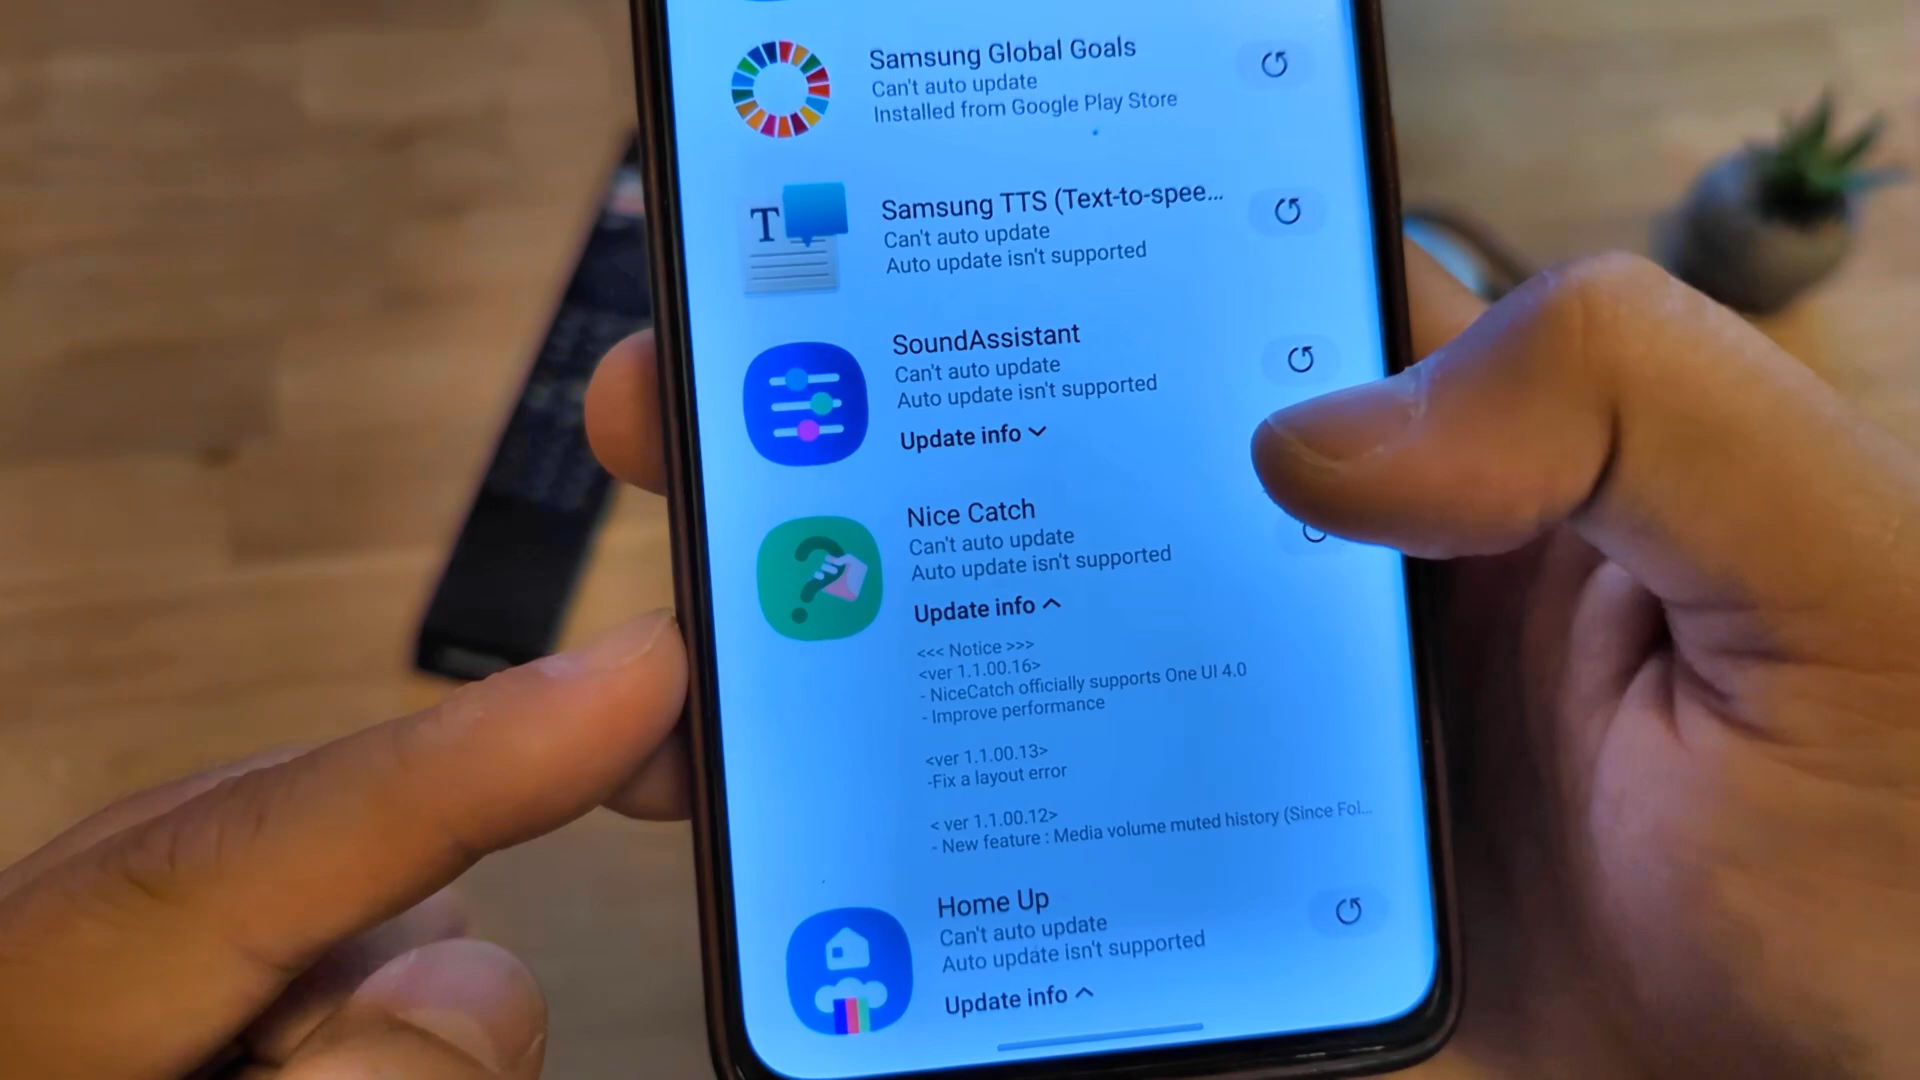 Samsung Global Goals
Can't auto update
Installed from Google Play Store
T
Samsung TTS (Text-to-spee...
Can't auto update
Auto update isn't supported
SoundAssistant
Can't auto update
Auto update isn't supported
Update info
Nice Catch
Can't auto update
Auto update isn't supported
Update info
<<< Notice >>>
<ver 1.1.00.16>
- NiceCatch officially supports One UI 4.0
- Improve performance
<ver 1.1.00.13>
-Fix a layout error
< ver 1.1.00.12>
- New feature : Media volume muted history (Since Fol...
Home Up
Can't auto update
Auto update isn't supported
Update info